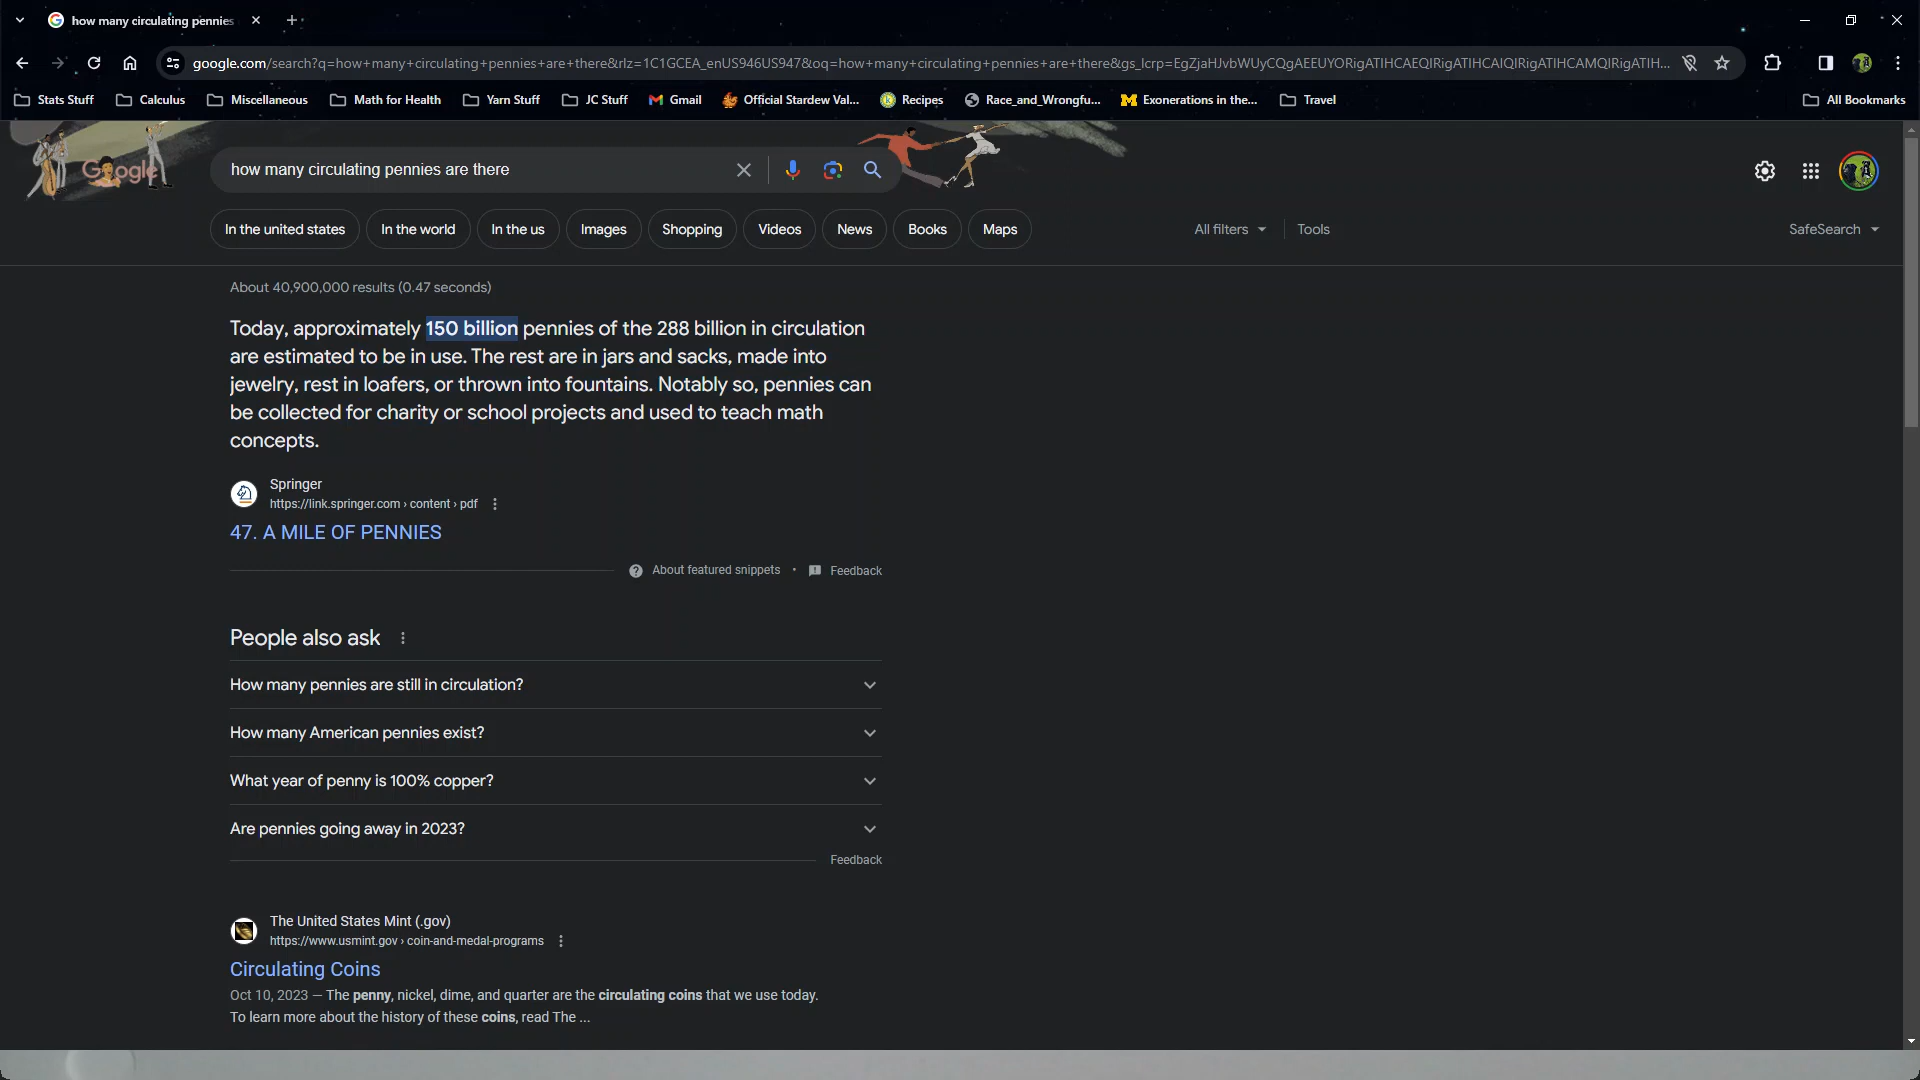 how many circulating pennies
google.com/search?q=how+many+circulating+pennies+are+there&rlz=1C1GCEA_enUS946US947&oq=how+many+circulating+pennies+are+there&gs_lcrp=EgZjaHJvbWUyCQgAEEUYORigATIHCAEQIRigATIHCAIQIRigATIHCAMQIRigATIH...
Stats Stuff Calculus Miscellaneous Math for Health Yarn Stuff JC Stuff Gmail Official Stardew Val... Recipes Race_and_Wrongfu... Exonerations in the... Travel All Bookmarks
Google
how many circulating pennies are there
In the united states In the world In the us Images Shopping Videos News Books Maps All filters Tools SafeSearch
About 40,900,000 results (0.47 seconds)
Today, approximately 150 billion pennies of the 288 billion in circulation
are estimated to be in use. The rest are in jars and sacks, made into
jewelry, rest in loafers, or thrown into fountains. Notably so, pennies can
be collected for charity or school projects and used to teach math
concepts.
Springer
https://link.springer.com › content › pdf
47. A MILE OF PENNIES
About featured snippets • Feedback
People also ask
How many pennies are still in circulation?
How many American pennies exist?
What year of penny is 100% copper?
Are pennies going away in 2023?
Feedback
The United States Mint (.gov)
https://www.usmint.gov › coin-and-medal-programs
Circulating Coins
Oct 10, 2023 — The penny, nickel, dime, and quarter are the circulating coins that we use today.
To learn more about the history of these coins, read The ...